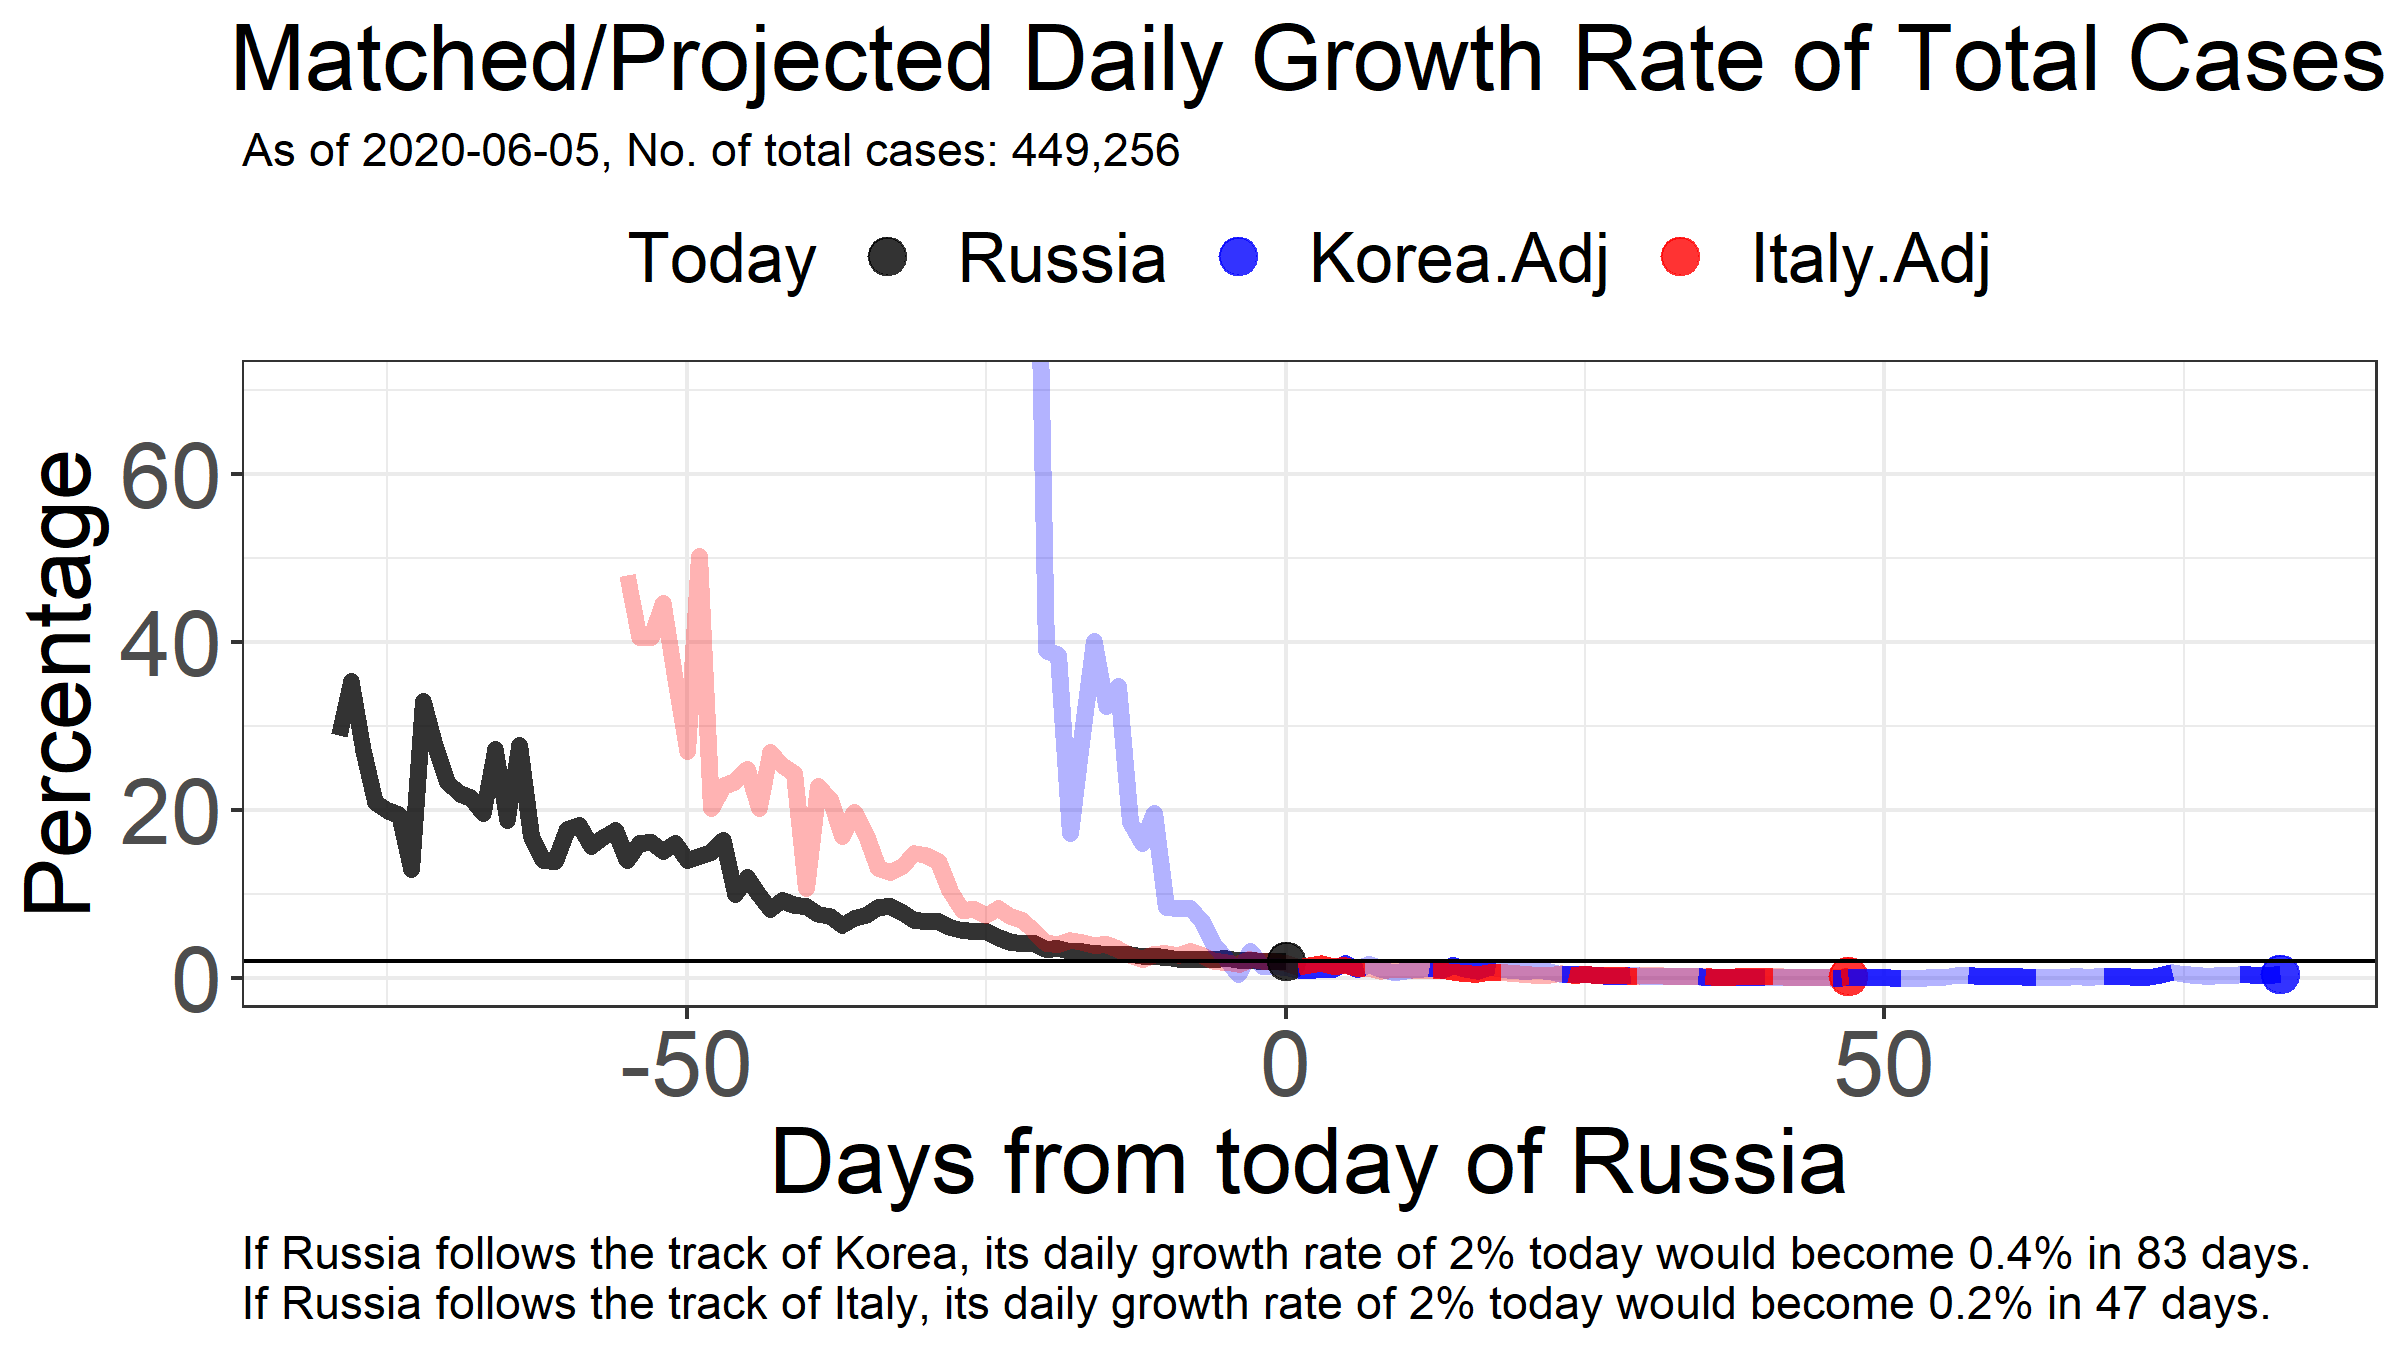 Matched/Projected Daily Growth Rate of Total Cases
As of 2020-06-05, No. of total cases: 449,256
Today Russia Korea.Adj Italy.Adj
Percentage
60
40
20
0
-50 0 50
Days from today of Russia
If Russia follows the track of Korea, its daily growth rate of 2% today would become 0.4% in 83 days.
If Russia follows the track of Italy, its daily growth rate of 2% today would become 0.2% in 47 days.